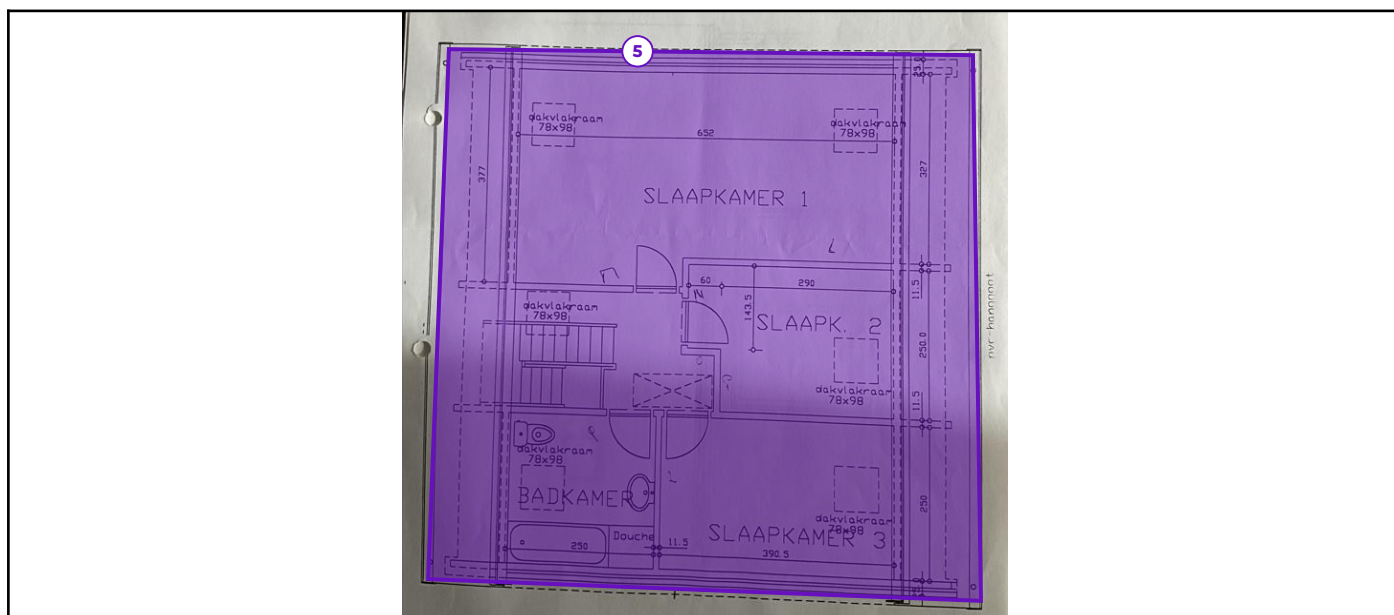 5
25.0
dakvlakraam
78x98
dakvlakraam
78x98
652
377
327
SLAAPKAMER 1
60
290
11.5
dakvlakraam
78x98
143.5
SLAAPK. 2
250.0
dakvlakraam
78x98
11.5
dakvlakraam
78x98
BADKAMER
250
dakvlakraam
78x98
Douche
SLAAPKAMER 3
250
11.5
390.5